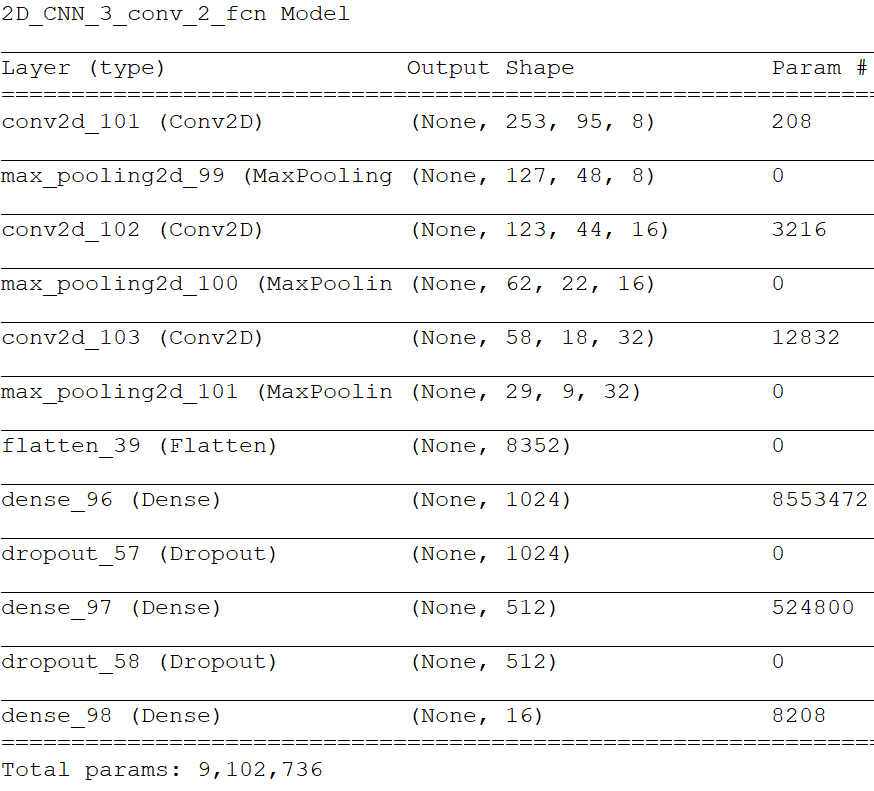 2D_CNN_3_conv_2_fcn Model
Layer (type) Output Shape Param #
conv2d_101 (Conv2D) (None, 253, 95, 8) 208
max_pooling2d_99 (MaxPooling (None, 127, 48, 8) 0
conv2d_102 (Conv2D) (None, 123, 44, 16) 3216
max_pooling2d_100 (MaxPoolin (None, 62, 22, 16) 0
conv2d_103 (Conv2D) (None, 58, 18, 32) 12832
max_pooling2d_101 (MaxPoolin (None, 29, 9, 32) 0
flatten_39 (Flatten) (None, 8352) 0
dense_96 (Dense) (None, 1024) 8553472
dropout_57 (Dropout) (None, 1024) 0
dense_97 (Dense) (None, 512) 524800
dropout_58 (Dropout) (None, 512) 0
dense_98 (Dense) (None, 16) 8208
Total params: 9,102,736